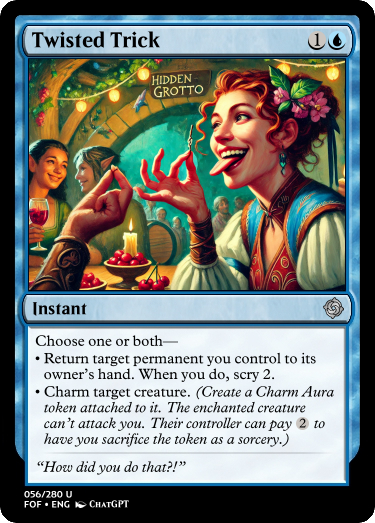 Twisted Trick 1
HIDDEN
GROTTO
Instant
Choose one or both—
• Return target permanent you control to its
owner's hand. When you do, scry 2.
• Charm target creature. (Create a Charm Aura
token attached to it. The enchanted creature
can't attack you. Their controller can pay 2 to
have you sacrifice the token as a sorcery.)
"How did you do that?!"
056/280 U
FOF • ENG ChatGPT